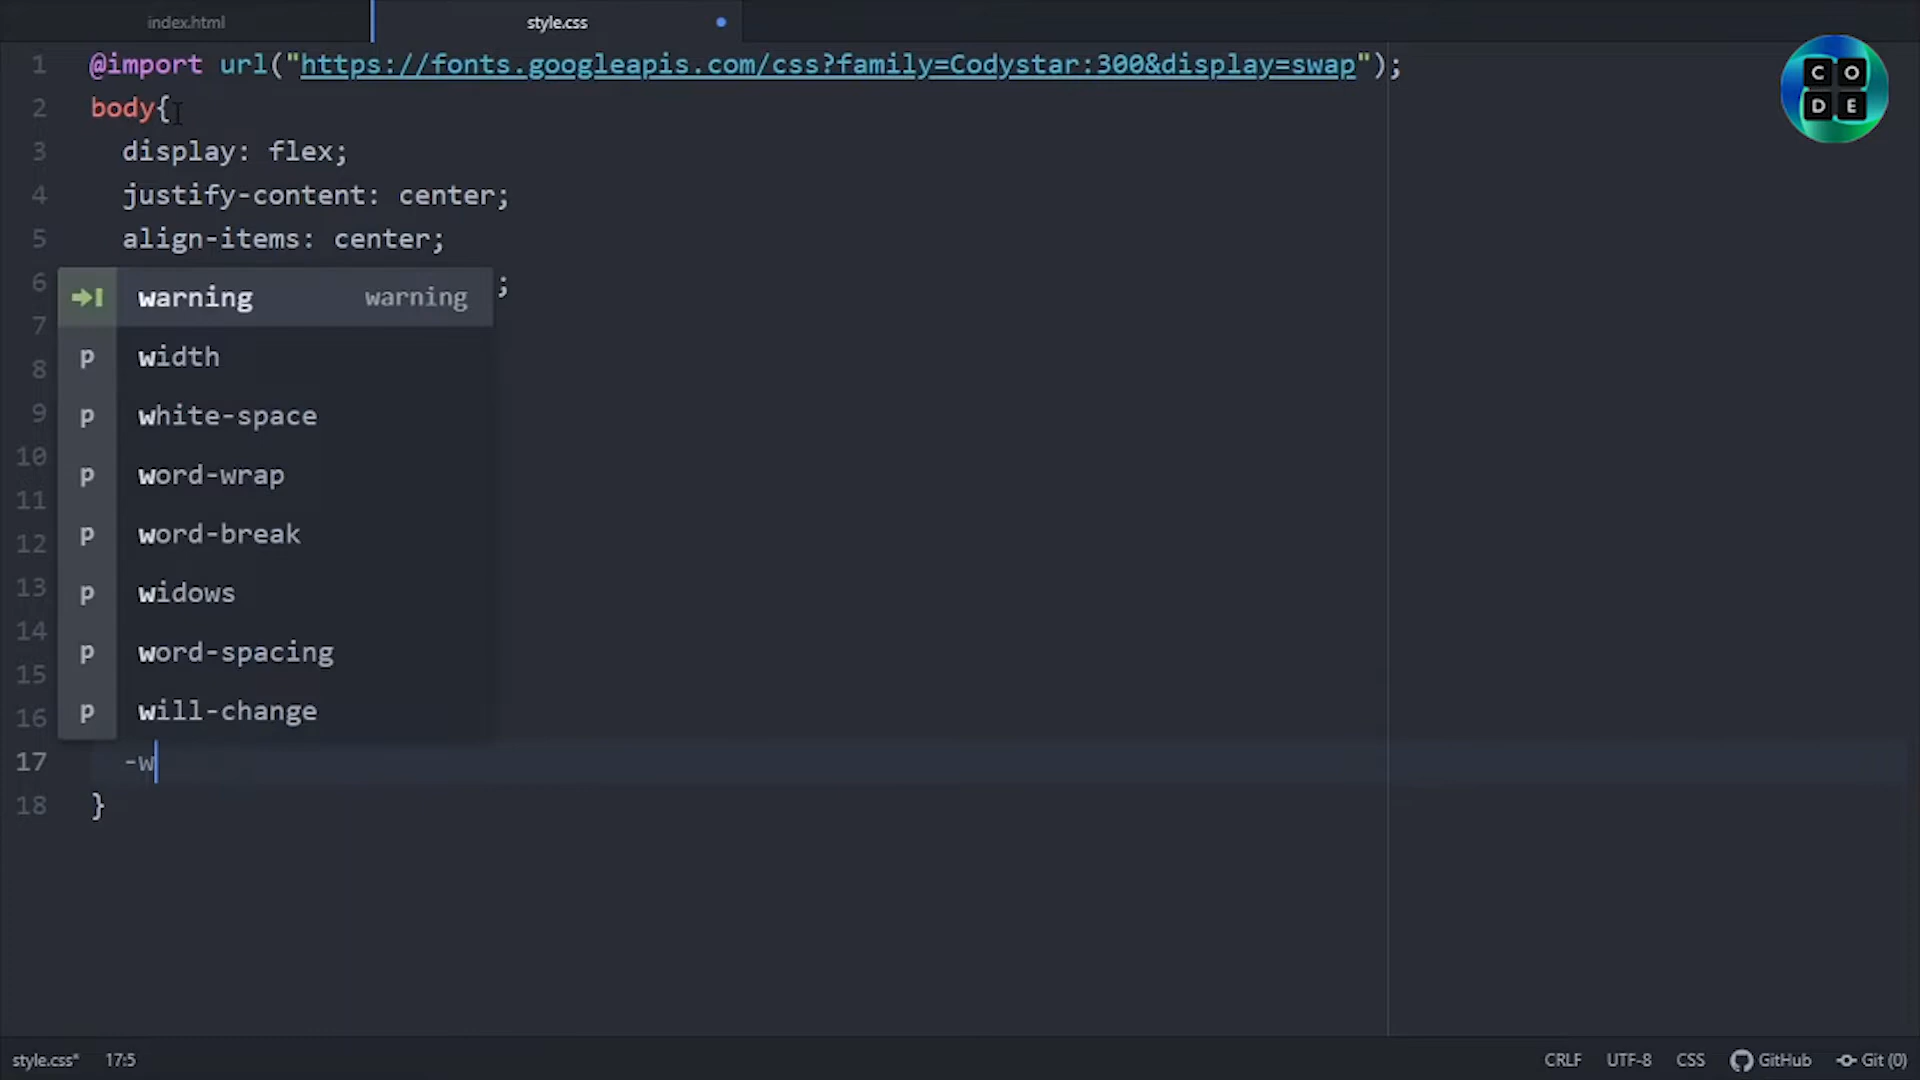 index.html
style.css
1 @import url("https://fonts.googleapis.com/css?family=Codystar:300&display=swap");
2 body{
3 display: flex;
4 justify-content: center;
5 align-items: center;
6 ;
7
8
9
10
11
12
13
14
15
16
warning warning
p width
p white-space
p word-wrap
p word-break
p widows
p word-spacing
p will-change
17 -w
18 }
CODE
style.css* 17:5 CRLF UTF-8 CSS GitHub Git (0)